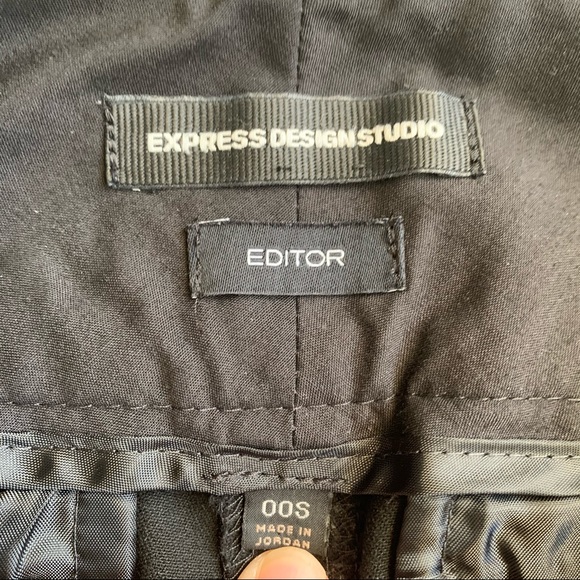 EXPRESS DESIGN STUDIO
EDITOR
00S
MADE IN
JORDAN